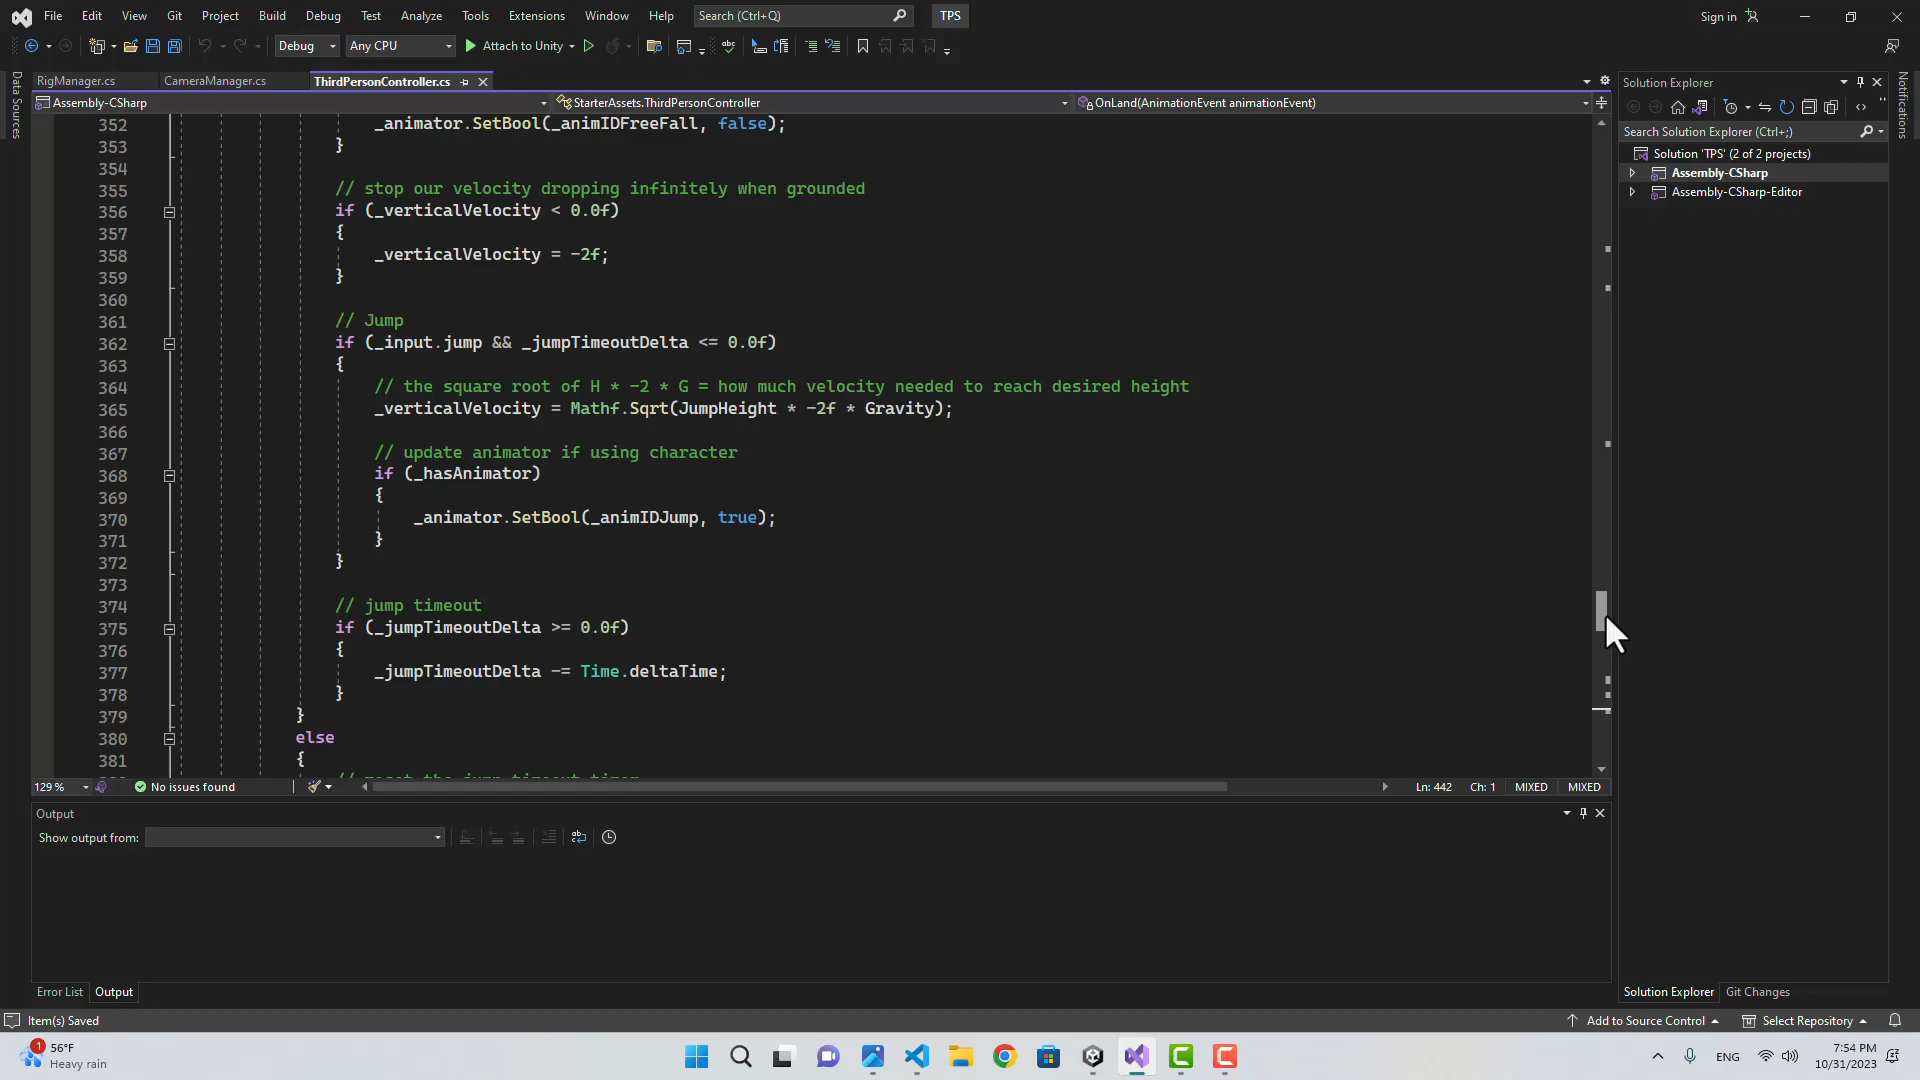 File Edit View Git Project Build Debug Test Analyze Tools Extensions Window Help Search (Ctrl+Q) TPS Sign in
Debug Any CPU Attach to Unity
Data Sources
RigManager.cs CameraManager.cs ThirdPersonController.cs
Assembly-CSharp StarterAssets.ThirdPersonController OnLand(AnimationEvent animationEvent)
352 _animator.SetBool(_animIDFreeFall, false);
353 }
354
355 // stop our velocity dropping infinitely when grounded
356 if (_verticalVelocity < 0.0f)
357 {
358 _verticalVelocity = -2f;
359 }
360
361 // Jump
362 if (_input.jump && _jumpTimeoutDelta <= 0.0f)
363 {
364 // the square root of H * -2 * G = how much velocity needed to reach desired height
365 _verticalVelocity = Mathf.Sqrt(JumpHeight * -2f * Gravity);
366
367 // update animator if using character
368 if (_hasAnimator)
369 {
370 _animator.SetBool(_animIDJump, true);
371 }
372 }
373
374 // jump timeout
375 if (_jumpTimeoutDelta >= 0.0f)
376 {
377 _jumpTimeoutDelta -= Time.deltaTime;
378 }
379 }
380 else
381 {
129 % No issues found Ln: 442 Ch: 1 MIXED MIXED
Output
Show output from:
Error List Output
Solution Explorer
Search Solution Explorer (Ctrl+;)
Solution 'TPS' (2 of 2 projects)
Assembly-CSharp
Assembly-CSharp-Editor
Solution Explorer Git Changes
Notifications
Item(s) Saved Add to Source Control Select Repository
1 56°F
Heavy rain
ENG
7:54 PM
10/31/2023